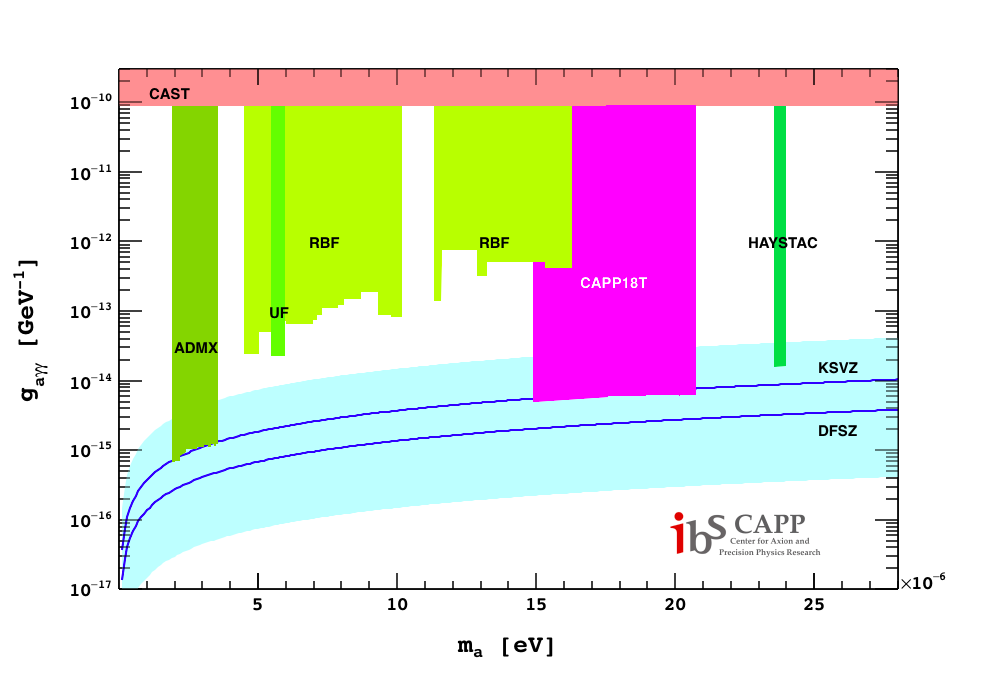 CAST
10⁻¹⁰
10⁻¹¹
10⁻¹²
10⁻¹³
10⁻¹⁴
10⁻¹⁵
10⁻¹⁶
10⁻¹⁷
g_aγγ [GeV⁻¹]
RBF
RBF
HAYSTAC
CAPP18T
UF
ADMX
KSVZ
DFSZ
ibS CAPP
Center for Axion and
Precision Physics Research
5 10 15 20 25 ×10⁻⁶
m_a [eV]